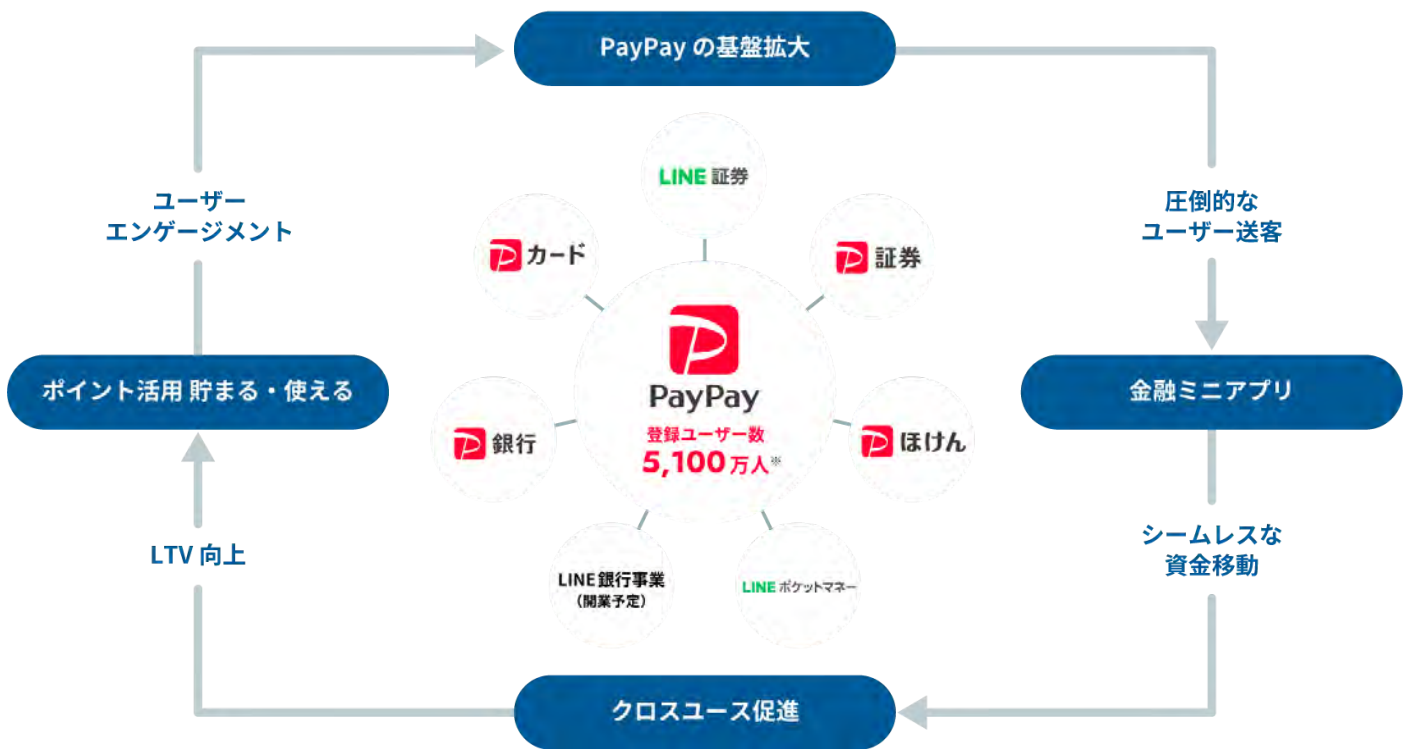 PayPay の基盤拡大
圧倒的な
ユーザー送客
金融ミニアプリ
シームレスな
資金移動
クロスユース促進
LTV 向上
ポイント活用 貯まる・使える
ユーザー
エンゲージメント
LINE 証券
カード
証券
PayPay
登録ユーザー数
5,100万人※
銀行
ほけん
LINE銀行事業
(開業予定)
LINE ポケットマネー